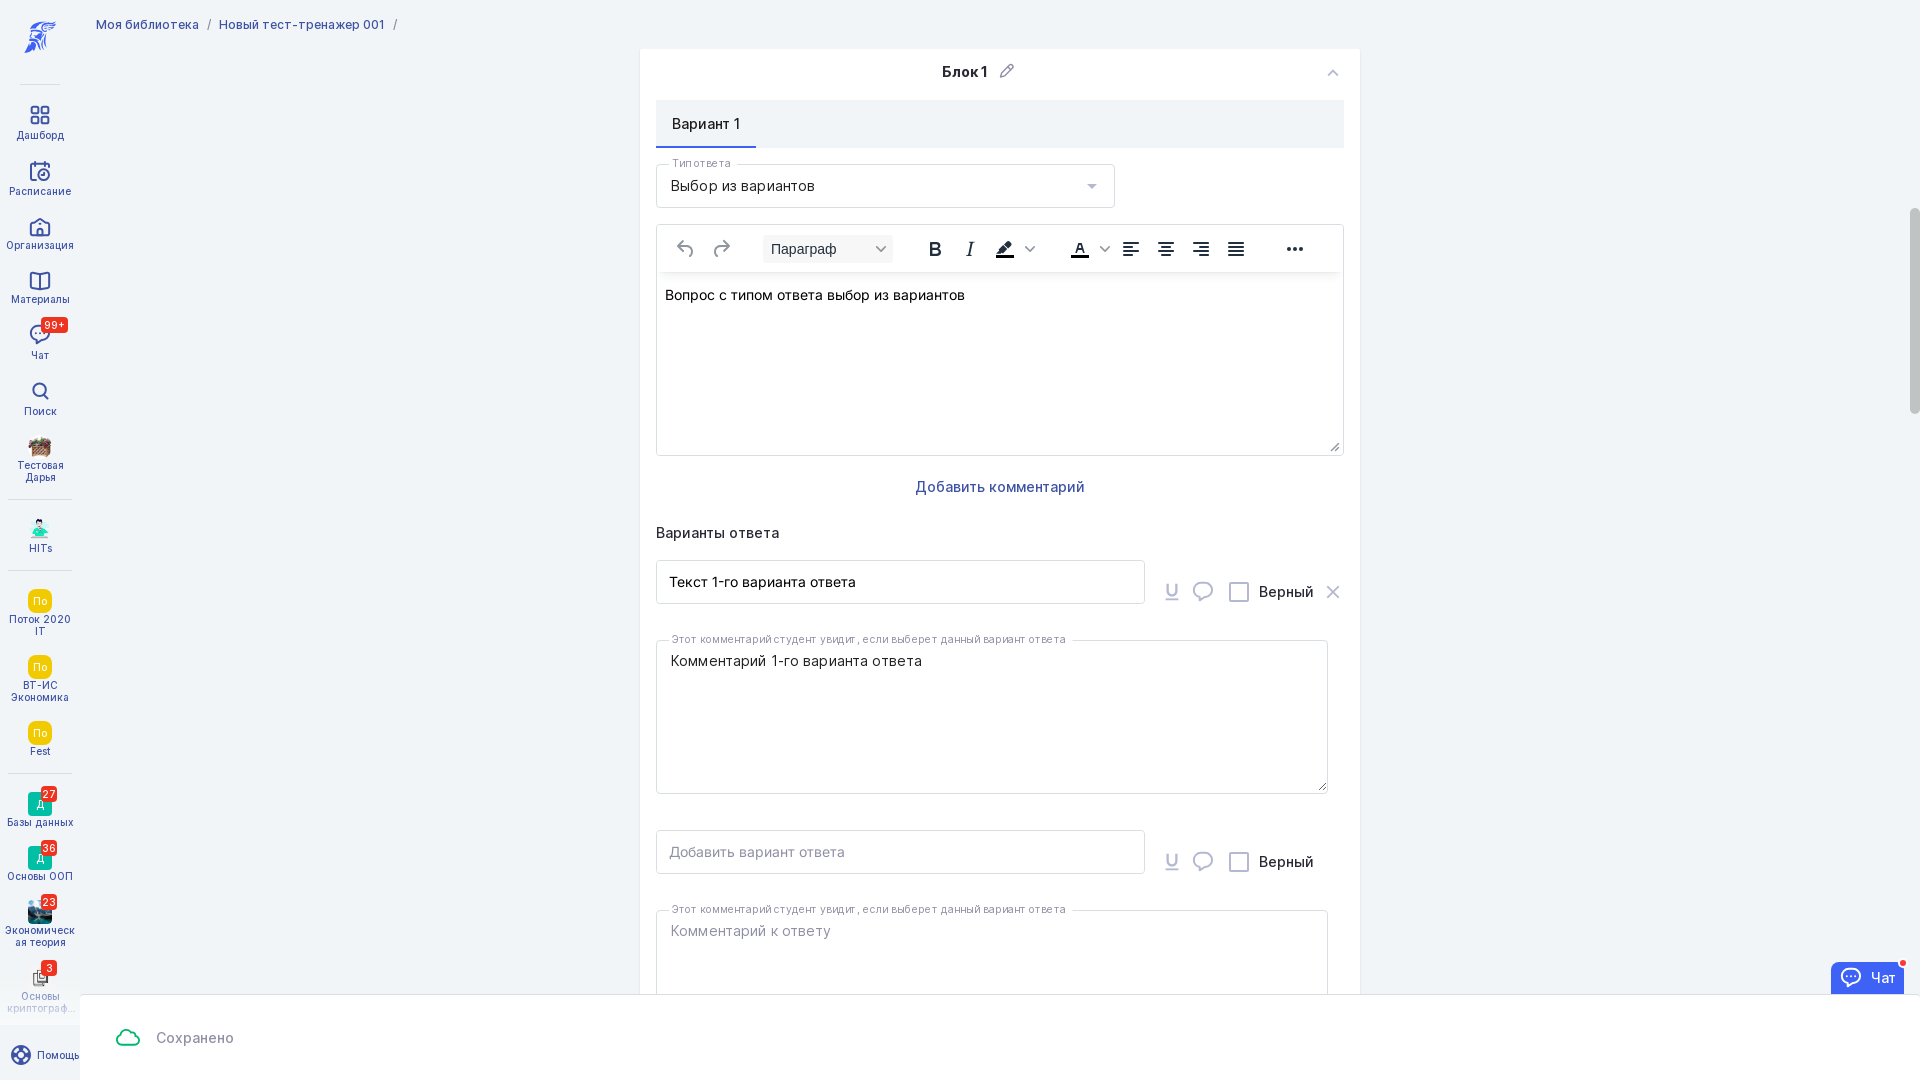 Моя библиотека / Новый тест-тренажер 001 /
Дашборд
Расписание
Организация
Материалы
99+
Чат
Поиск
Тестовая
Дарья
HITs
По
Поток 2020
IT
По
ВТ-ИС
Экономика
По
Fest
27
Д
Базы данных
36
Д
Основы ООП
23
Экономическ
ая теория
3
Основы
криптограф...
Помощь
Блок 1
Вариант 1
Тип ответа
Выбор из вариантов
Параграф
B I A
Вопрос с типом ответа выбор из вариантов
Добавить комментарий
Варианты ответа
Текст 1-го варианта ответа
U Верный
Этот комментарий студент увидит, если выберет данный вариант ответа
Комментарий 1-го варианта ответа
Добавить вариант ответа
U Верный
Этот комментарий студент увидит, если выберет данный вариант ответа
Комментарий к ответу
Чат
Сохранено